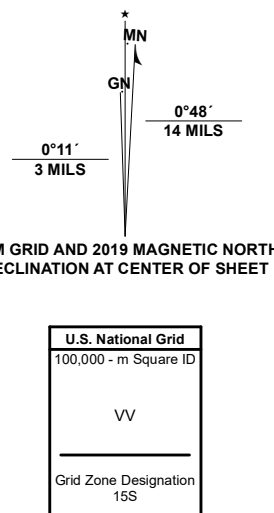 ★
MN
GN
0°48´
14 MILS
0°11´
3 MILS
M GRID AND 2019 MAGNETIC NORTH
ECLINATION AT CENTER OF SHEET
U.S. National Grid
100,000 - m Square ID
VV
Grid Zone Designation
15S